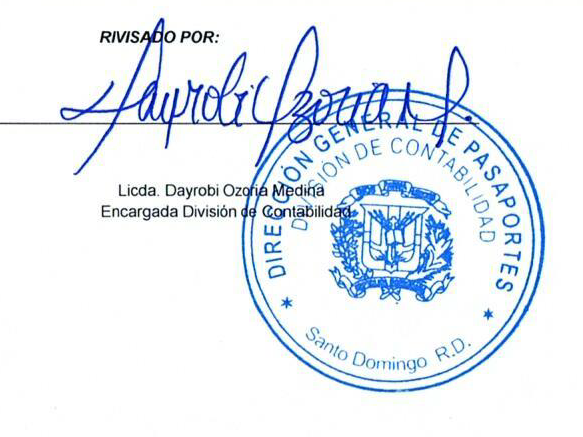 RIVISADO POR:
Dayrobi Ozoria M.
Licda. Dayrobi Ozoria Medina
Encargada División de Contabilidad
DIRECCIÓN GENERAL DE PASAPORTES
DIVISIÓN DE CONTABILIDAD
Santo Domingo R.D.